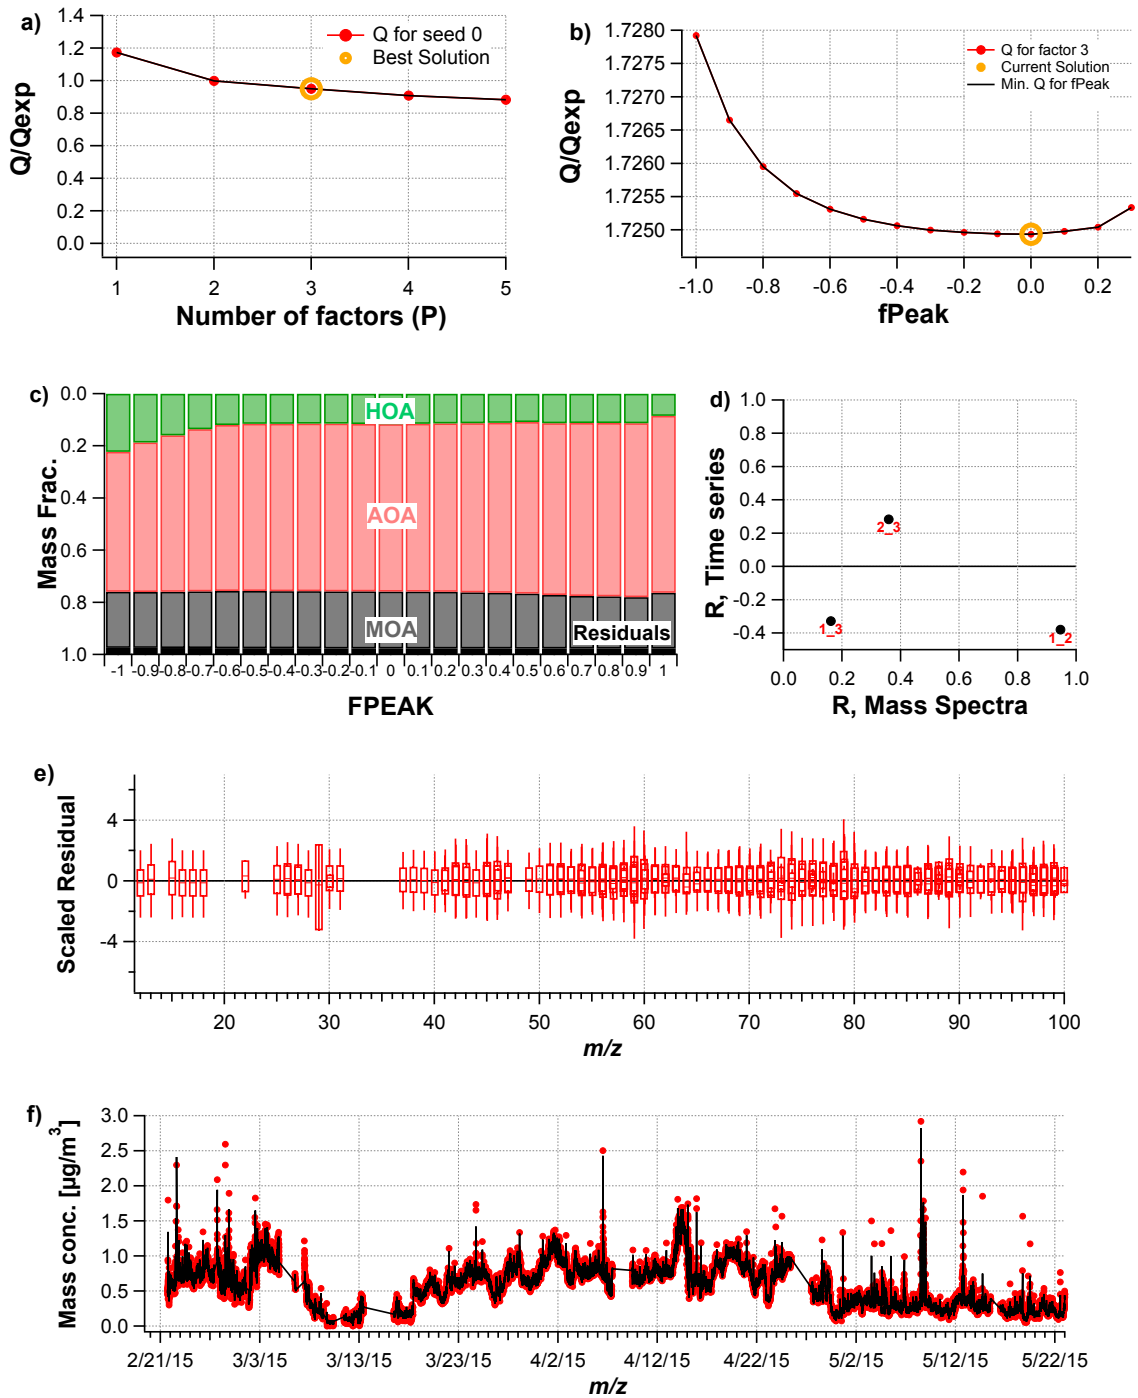 a)
1.4
1.2
1.0
0.8
0.6
0.4
0.2
0.0
Q/Qexp
Q for seed 0
Best Solution
1 2 3 4 5
Number of factors (P)
b)
1.7280
1.7275
1.7270
1.7265
1.7260
1.7255
1.7250
Q/Qexp
Q for factor 3
Current Solution
Min. Q for fPeak
-1.0 -0.8 -0.6 -0.4 -0.2 0.0 0.2
fPeak
c)
0.0
0.2
0.4
0.6
0.8
1.0
Mass Frac.
HOA
AOA
MOA
Residuals
-1 -0.9 -0.8 -0.7 -0.6 -0.5 -0.4 -0.3 -0.2 -0.1 0 0.1 0.2 0.3 0.4 0.5 0.6 0.7 0.8 0.9 1
FPEAK
d)
1.0
0.8
0.6
0.4
0.2
0.0
-0.2
-0.4
R, Time series
2_3
1_3
1_2
0.0 0.2 0.4 0.6 0.8 1.0
R, Mass Spectra
e)
4
0
-4
Scaled Residual
20 30 40 50 60 70 80 90 100
m/z
f)
3.0
2.5
2.0
1.5
1.0
0.5
0.0
Mass conc. [µg/m³]
2/21/15 3/3/15 3/13/15 3/23/15 4/2/15 4/12/15 4/22/15 5/2/15 5/12/15 5/22/15
m/z